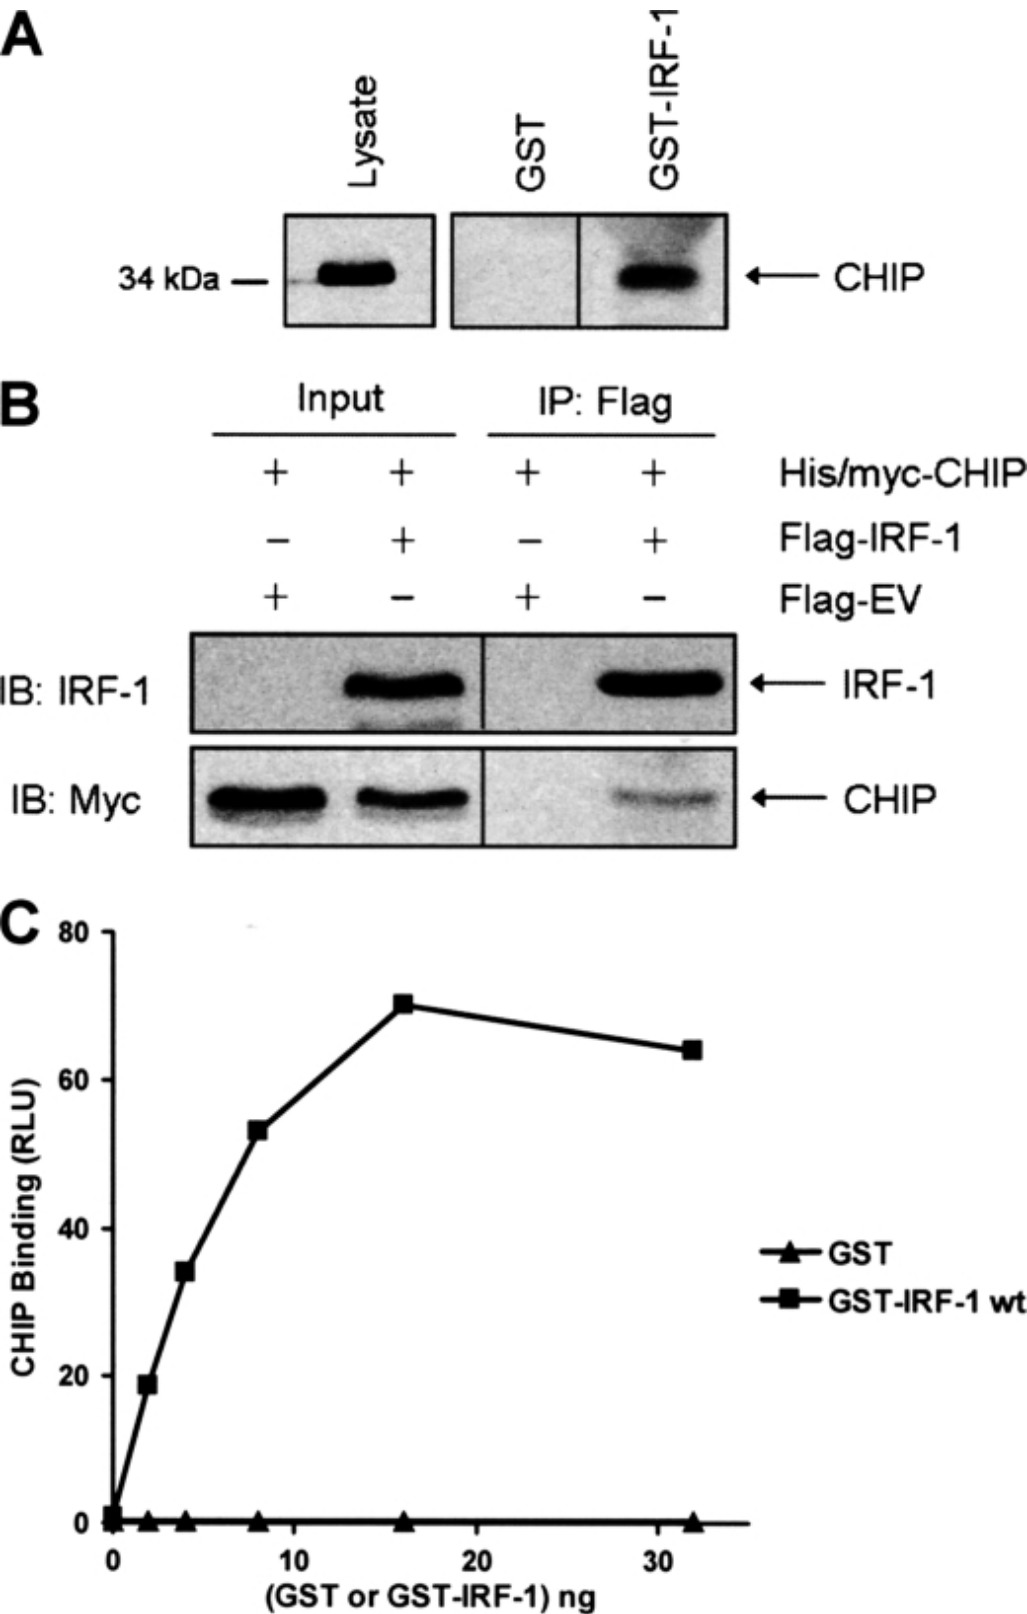 A
Lysate
GST
GST-IRF-1
34 kDa
CHIP
B
Input
IP: Flag
+ + + + His/myc-CHIP
- + - + Flag-IRF-1
+ - + - Flag-EV
IB: IRF-1
IRF-1
IB: Myc
CHIP
C
80
60
40
20
0
CHIP Binding (RLU)
GST
GST-IRF-1 wt
0 10 20 30
(GST or GST-IRF-1) ng